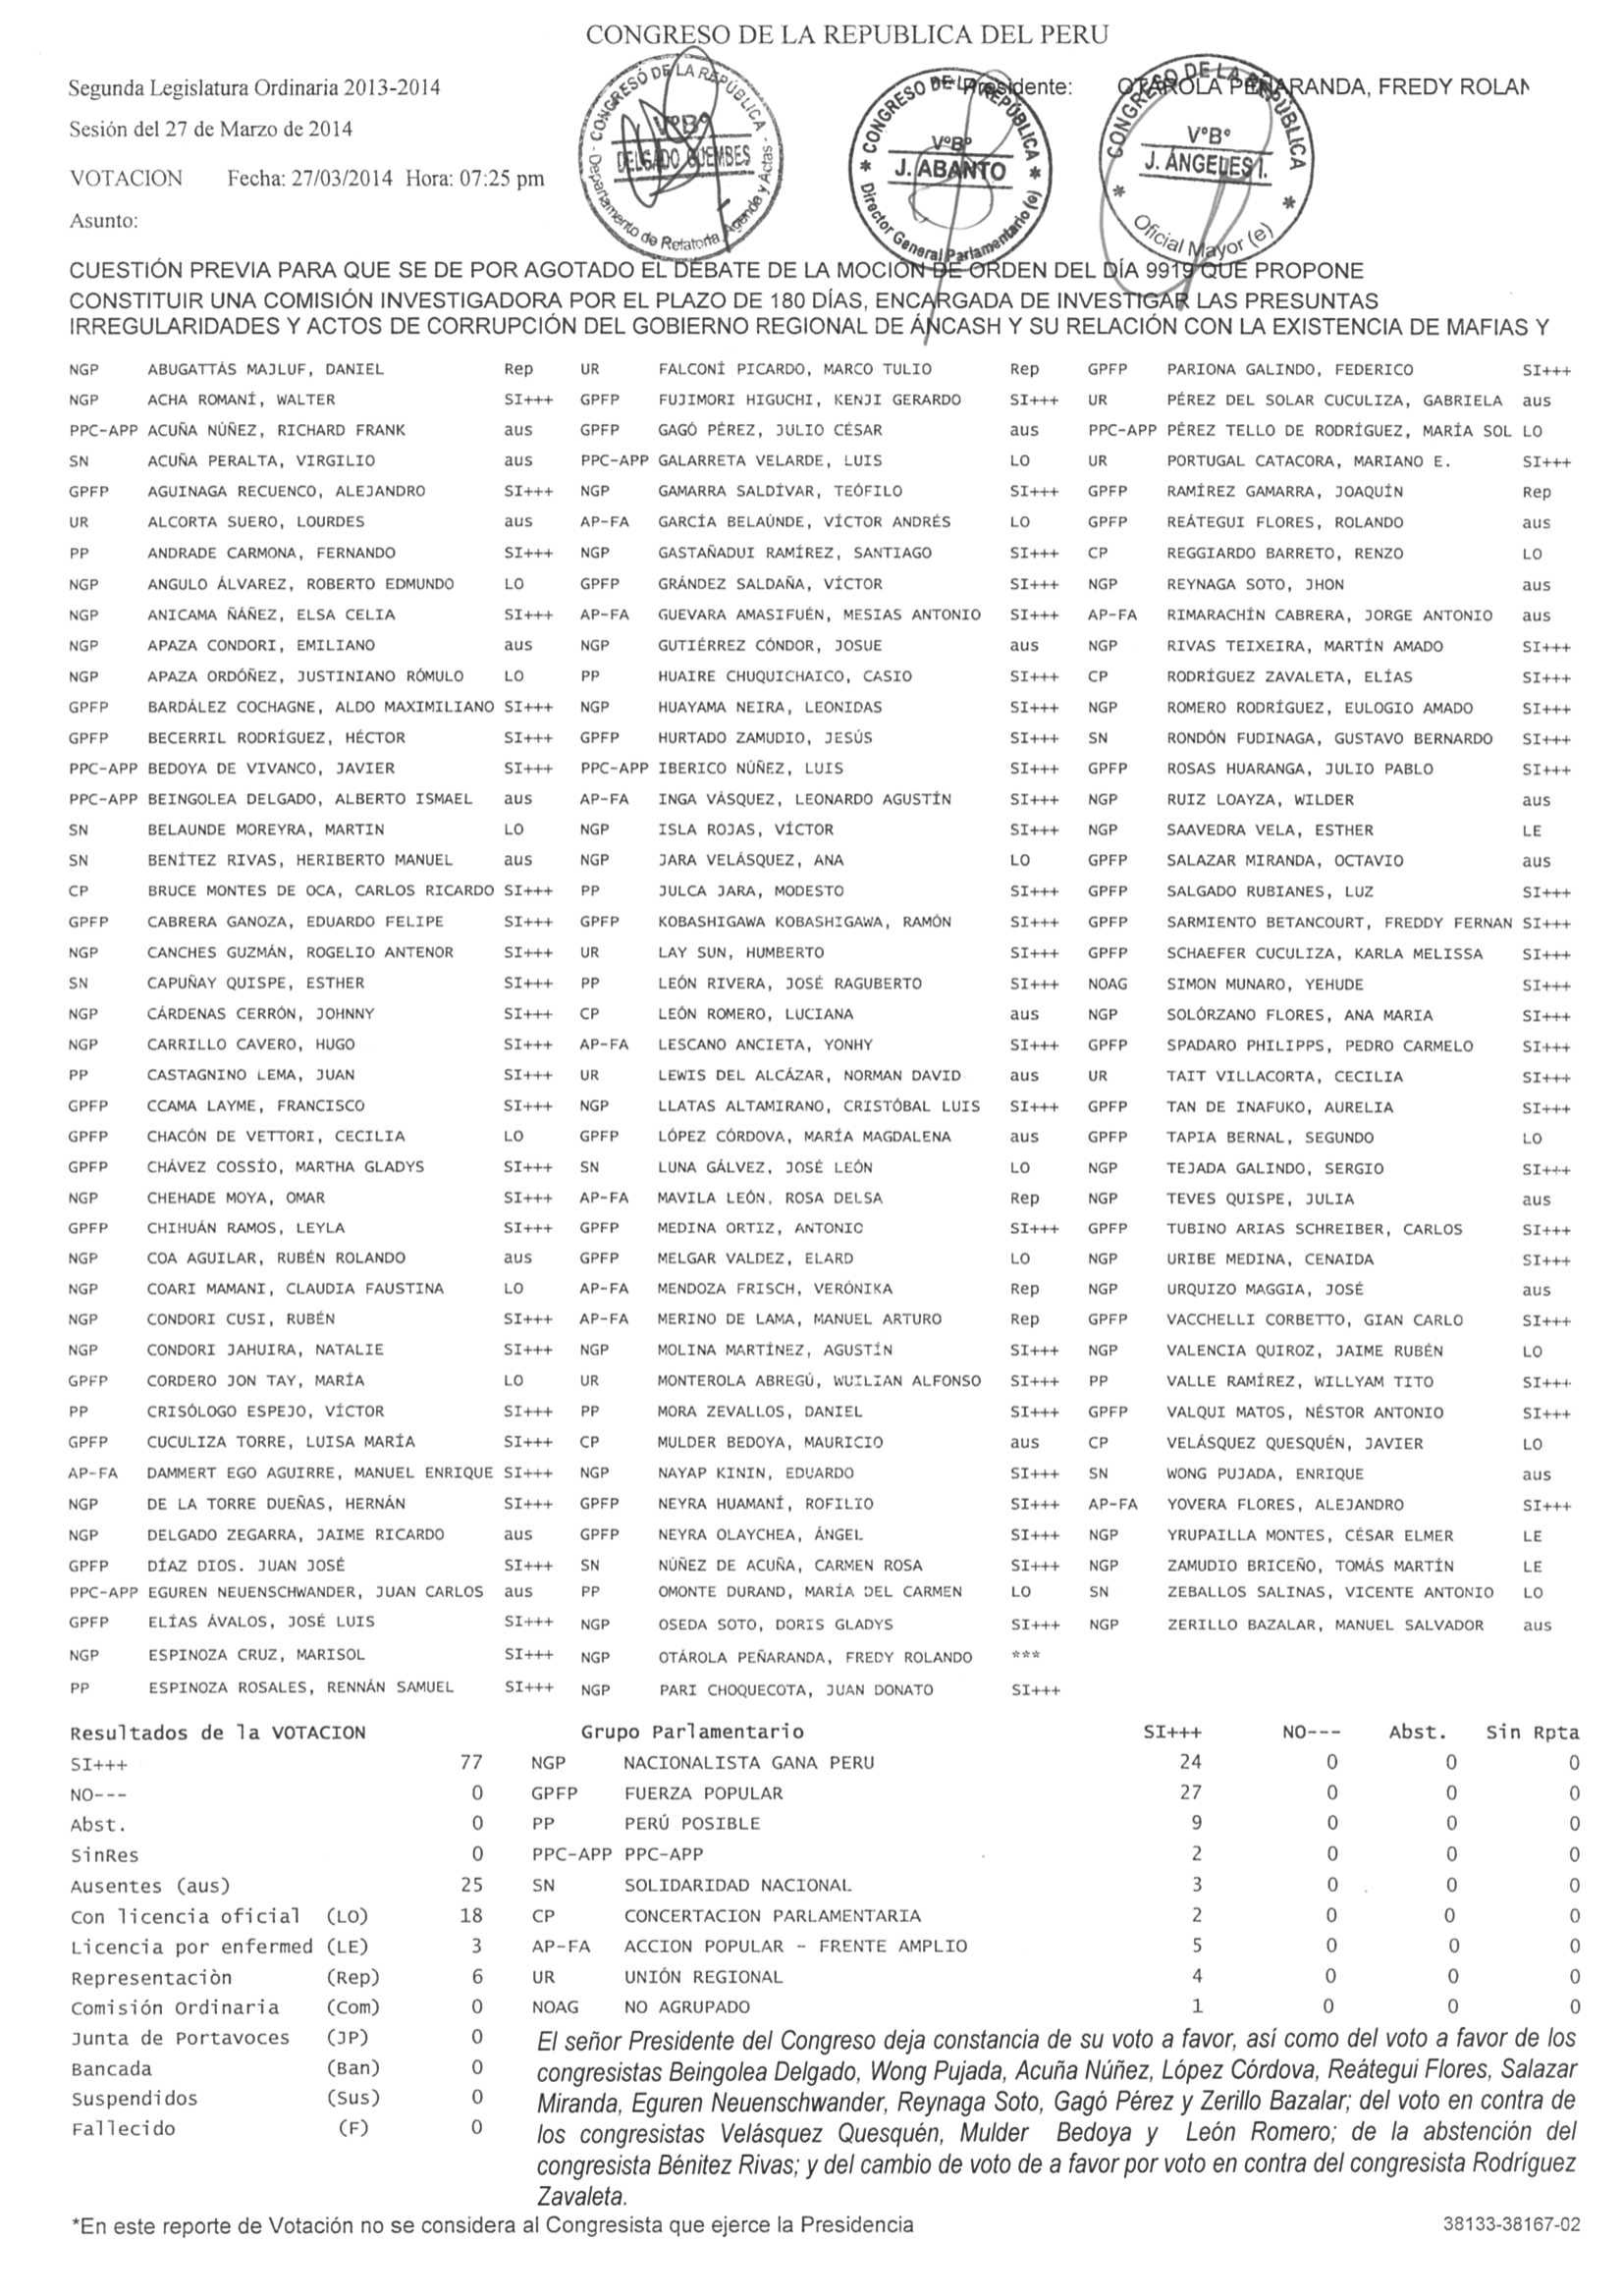 CONGRESO DE LA REPUBLICA DEL PERU
Segunda Legislatura Ordinaria 2013-2014
Presidente: OTÁROLA PEÑARANDA, FREDY ROLAN
Sesión del 27 de Marzo de 2014
VOTACION Fecha: 27/03/2014 Hora: 07:25 pm
Asunto:
CONGRESO DE LA REPÚBLICA - Departamento de Relatoría Agenda y Actas - VºBº DELGADO GUEMBES
CONGRESO DE LA REPÚBLICA * Director General Parlamentario (e) * VºBº J. ABANTO
CONGRESO DE LA REPÚBLICA * Oficial Mayor (e) * VºBº J. ÁNGELES I.
CUESTIÓN PREVIA PARA QUE SE DE POR AGOTADO EL DEBATE DE LA MOCION DE ORDEN DEL DÍA 9919 QUE PROPONE
CONSTITUIR UNA COMISIÓN INVESTIGADORA POR EL PLAZO DE 180 DÍAS, ENCARGADA DE INVESTIGAR LAS PRESUNTAS
IRREGULARIDADES Y ACTOS DE CORRUPCIÓN DEL GOBIERNO REGIONAL DE ÁNCASH Y SU RELACIÓN CON LA EXISTENCIA DE MAFIAS Y
NGP ABUGATTÁS MAJLUF, DANIEL Rep UR FALCONÍ PICARDO, MARCO TULIO Rep GPFP PARIONA GALINDO, FEDERICO SI+++
NGP ACHA ROMANÍ, WALTER SI+++ GPFP FUJIMORI HIGUCHI, KENJI GERARDO SI+++ UR PÉREZ DEL SOLAR CUCULIZA, GABRIELA aus
PPC-APP ACUÑA NÚÑEZ, RICHARD FRANK aus GPFP GAGÓ PÉREZ, JULIO CÉSAR aus PPC-APP PÉREZ TELLO DE RODRÍGUEZ, MARÍA SOL LO
SN ACUÑA PERALTA, VIRGILIO aus PPC-APP GALARRETA VELARDE, LUIS LO UR PORTUGAL CATACORA, MARIANO E. SI+++
GPFP AGUINAGA RECUENCO, ALEJANDRO SI+++ NGP GAMARRA SALDÍVAR, TEÓFILO SI+++ GPFP RAMÍREZ GAMARRA, JOAQUÍN Rep
UR ALCORTA SUERO, LOURDES aus AP-FA GARCÍA BELAÚNDE, VÍCTOR ANDRÉS LO GPFP REÁTEGUI FLORES, ROLANDO aus
PP ANDRADE CARMONA, FERNANDO SI+++ NGP GASTAÑADUI RAMÍREZ, SANTIAGO SI+++ CP REGGIARDO BARRETO, RENZO LO
NGP ANGULO ÁLVAREZ, ROBERTO EDMUNDO LO GPFP GRÁNDEZ SALDAÑA, VÍCTOR SI+++ NGP REYNAGA SOTO, JHON aus
NGP ANICAMA ÑÁÑEZ, ELSA CELIA SI+++ AP-FA GUEVARA AMASIFUÉN, MESIAS ANTONIO SI+++ AP-FA RIMARACHÍN CABRERA, JORGE ANTONIO aus
NGP APAZA CONDORI, EMILIANO aus NGP GUTIÉRREZ CÓNDOR, JOSUE aus NGP RIVAS TEIXEIRA, MARTÍN AMADO SI+++
NGP APAZA ORDÓÑEZ, JUSTINIANO RÓMULO LO PP HUAIRE CHUQUICHAICO, CASIO SI+++ CP RODRÍGUEZ ZAVALETA, ELÍAS SI+++
GPFP BARDÁLEZ COCHAGNE, ALDO MAXIMILIANO SI+++ NGP HUAYAMA NEIRA, LEONIDAS SI+++ NGP ROMERO RODRÍGUEZ, EULOGIO AMADO SI+++
GPFP BECERRIL RODRÍGUEZ, HÉCTOR SI+++ GPFP HURTADO ZAMUDIO, JESÚS SI+++ SN RONDÓN FUDINAGA, GUSTAVO BERNARDO SI+++
PPC-APP BEDOYA DE VIVANCO, JAVIER SI+++ PPC-APP IBERICO NÚÑEZ, LUIS SI+++ GPFP ROSAS HUARANGA, JULIO PABLO SI+++
PPC-APP BEINGOLEA DELGADO, ALBERTO ISMAEL aus AP-FA INGA VÁSQUEZ, LEONARDO AGUSTÍN SI+++ NGP RUIZ LOAYZA, WILDER aus
SN BELAUNDE MOREYRA, MARTIN LO NGP ISLA ROJAS, VÍCTOR SI+++ NGP SAAVEDRA VELA, ESTHER LE
SN BENÍTEZ RIVAS, HERIBERTO MANUEL aus NGP JARA VELÁSQUEZ, ANA LO GPFP SALAZAR MIRANDA, OCTAVIO aus
CP BRUCE MONTES DE OCA, CARLOS RICARDO SI+++ PP JULCA JARA, MODESTO SI+++ GPFP SALGADO RUBIANES, LUZ SI+++
GPFP CABRERA GANOZA, EDUARDO FELIPE SI+++ GPFP KOBASHIGAWA KOBASHIGAWA, RAMÓN SI+++ GPFP SARMIENTO BETANCOURT, FREDDY FERNAN SI+++
NGP CANCHES GUZMÁN, ROGELIO ANTENOR SI+++ UR LAY SUN, HUMBERTO SI+++ GPFP SCHAEFER CUCULIZA, KARLA MELISSA SI+++
SN CAPUÑAY QUISPE, ESTHER SI+++ PP LEÓN RIVERA, JOSÉ RAGUBERTO SI+++ NOAG SIMON MUNARO, YEHUDE SI+++
NGP CÁRDENAS CERRÓN, JOHNNY SI+++ CP LEÓN ROMERO, LUCIANA aus NGP SOLÓRZANO FLORES, ANA MARIA SI+++
NGP CARRILLO CAVERO, HUGO SI+++ AP-FA LESCANO ANCIETA, YONHY SI+++ GPFP SPADARO PHILIPPS, PEDRO CARMELO SI+++
PP CASTAGNINO LEMA, JUAN SI+++ UR LEWIS DEL ALCÁZAR, NORMAN DAVID aus UR TAIT VILLACORTA, CECILIA SI+++
GPFP CCAMA LAYME, FRANCISCO SI+++ NGP LLATAS ALTAMIRANO, CRISTÓBAL LUIS SI+++ GPFP TAN DE INAFUKO, AURELIA SI+++
GPFP CHACÓN DE VETTORI, CECILIA LO GPFP LÓPEZ CÓRDOVA, MARÍA MAGDALENA aus GPFP TAPIA BERNAL, SEGUNDO LO
GPFP CHÁVEZ COSSÍO, MARTHA GLADYS SI+++ SN LUNA GÁLVEZ, JOSÉ LEÓN LO NGP TEJADA GALINDO, SERGIO SI+++
NGP CHEHADE MOYA, OMAR SI+++ AP-FA MAVILA LEÓN, ROSA DELSA Rep NGP TEVES QUISPE, JULIA aus
GPFP CHIHUÁN RAMOS, LEYLA SI+++ GPFP MEDINA ORTIZ, ANTONIO SI+++ GPFP TUBINO ARIAS SCHREIBER, CARLOS SI+++
NGP COA AGUILAR, RUBÉN ROLANDO aus GPFP MELGAR VALDEZ, ELARD LO NGP URIBE MEDINA, CENAIDA SI+++
NGP COARI MAMANI, CLAUDIA FAUSTINA LO AP-FA MENDOZA FRISCH, VERÓNIKA Rep NGP URQUIZO MAGGIA, JOSÉ aus
NGP CONDORI CUSI, RUBÉN SI+++ AP-FA MERINO DE LAMA, MANUEL ARTURO Rep GPFP VACCHELLI CORBETTO, GIAN CARLO SI+++
NGP CONDORI JAHUIRA, NATALIE SI+++ NGP MOLINA MARTÍNEZ, AGUSTÍN SI+++ NGP VALENCIA QUIROZ, JAIME RUBÉN LO
GPFP CORDERO JON TAY, MARÍA LO UR MONTEROLA ABREGÚ, WUILIAN ALFONSO SI+++ PP VALLE RAMÍREZ, WILLYAM TITO SI+++
PP CRISÓLOGO ESPEJO, VÍCTOR SI+++ PP MORA ZEVALLOS, DANIEL SI+++ GPFP VALQUI MATOS, NÉSTOR ANTONIO SI+++
GPFP CUCULIZA TORRE, LUISA MARÍA SI+++ CP MULDER BEDOYA, MAURICIO aus CP VELÁSQUEZ QUESQUÉN, JAVIER LO
AP-FA DAMMERT EGO AGUIRRE, MANUEL ENRIQUE SI+++ NGP NAYAP KININ, EDUARDO SI+++ SN WONG PUJADA, ENRIQUE aus
NGP DE LA TORRE DUEÑAS, HERNÁN SI+++ GPFP NEYRA HUAMANÍ, ROFILIO SI+++ AP-FA YOVERA FLORES, ALEJANDRO SI+++
NGP DELGADO ZEGARRA, JAIME RICARDO aus GPFP NEYRA OLAYCHEA, ÁNGEL SI+++ NGP YRUPAILLA MONTES, CÉSAR ELMER LE
GPFP DÍAZ DIOS. JUAN JOSÉ SI+++ SN NÚÑEZ DE ACUÑA, CARMEN ROSA SI+++ NGP ZAMUDIO BRICEÑO, TOMÁS MARTÍN LE
PPC-APP EGUREN NEUENSCHWANDER, JUAN CARLOS aus PP OMONTE DURAND, MARÍA DEL CARMEN LO SN ZEBALLOS SALINAS, VICENTE ANTONIO LO
GPFP ELÍAS ÁVALOS, JOSÉ LUIS SI+++ NGP OSEDA SOTO, DORIS GLADYS SI+++ NGP ZERILLO BAZALAR, MANUEL SALVADOR aus
NGP ESPINOZA CRUZ, MARISOL SI+++ NGP OTÁROLA PEÑARANDA, FREDY ROLANDO ***
PP ESPINOZA ROSALES, RENNÁN SAMUEL SI+++ NGP PARI CHOQUECOTA, JUAN DONATO SI+++
Resultados de la VOTACION Grupo Parlamentario SI+++ NO--- Abst. Sin Rpta
SI+++ 77 NGP NACIONALISTA GANA PERU 24 0 0 0
NO--- 0 GPFP FUERZA POPULAR 27 0 0 0
Abst. 0 PP PERÚ POSIBLE 9 0 0 0
SinRes 0 PPC-APP PPC-APP 2 0 0 0
Ausentes (aus) 25 SN SOLIDARIDAD NACIONAL 3 0 0 0
Con licencia oficial (LO) 18 CP CONCERTACION PARLAMENTARIA 2 0 0 0
Licencia por enfermed (LE) 3 AP-FA ACCION POPULAR - FRENTE AMPLIO 5 0 0 0
Representaciòn (Rep) 6 UR UNIÓN REGIONAL 4 0 0 0
Comisión Ordinaria (Com) 0 NOAG NO AGRUPADO 1 0 0 0
Junta de Portavoces (JP) 0
Bancada (Ban) 0
Suspendidos (Sus) 0
Fallecido (F) 0
El señor Presidente del Congreso deja constancia de su voto a favor, así como del voto a favor de los
congresistas Beingolea Delgado, Wong Pujada, Acuña Núñez, López Córdova, Reátegui Flores, Salazar
Miranda, Eguren Neuenschwander, Reynaga Soto, Gagó Pérez y Zerillo Bazalar; del voto en contra de
los congresistas Velásquez Quesquén, Mulder Bedoya y León Romero; de la abstención del
congresista Bénitez Rivas; y del cambio de voto de a favor por voto en contra del congresista Rodríguez
Zavaleta.
*En este reporte de Votación no se considera al Congresista que ejerce la Presidencia
38133-38167-02